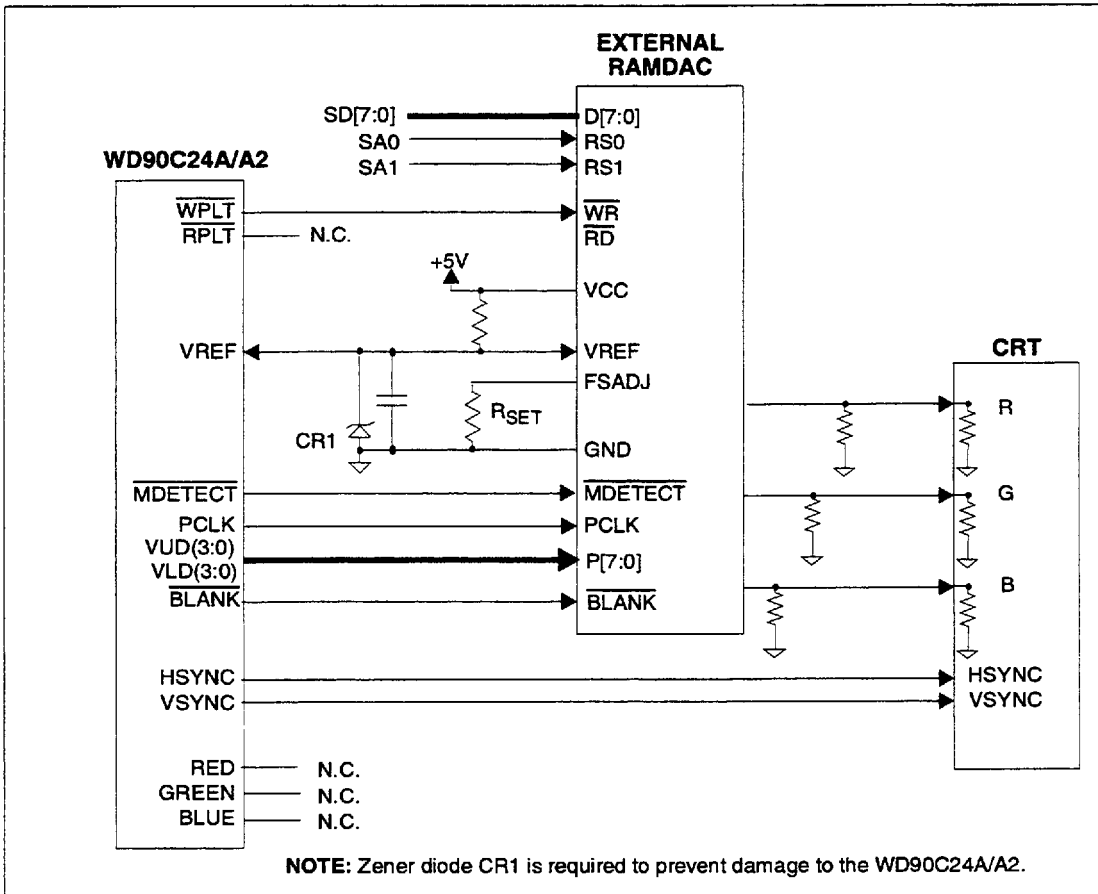 EXTERNAL
RAMDAC
SD[7:0]
D[7:0]
SA0
RS0
SA1
RS1
WD90C24A/A2
WPLT
WR
RPLT
N.C.
RD
+5V
VCC
VREF
VREF
CRT
FSADJ
R
RSET
CR1
GND
MDETECT
MDETECT
G
PCLK
PCLK
VUD(3:0)
VLD(3:0)
P[7:0]
BLANK
BLANK
B
HSYNC
HSYNC
VSYNC
VSYNC
RED
N.C.
GREEN
N.C.
BLUE
N.C.
NOTE: Zener diode CR1 is required to prevent damage to the WD90C24A/A2.